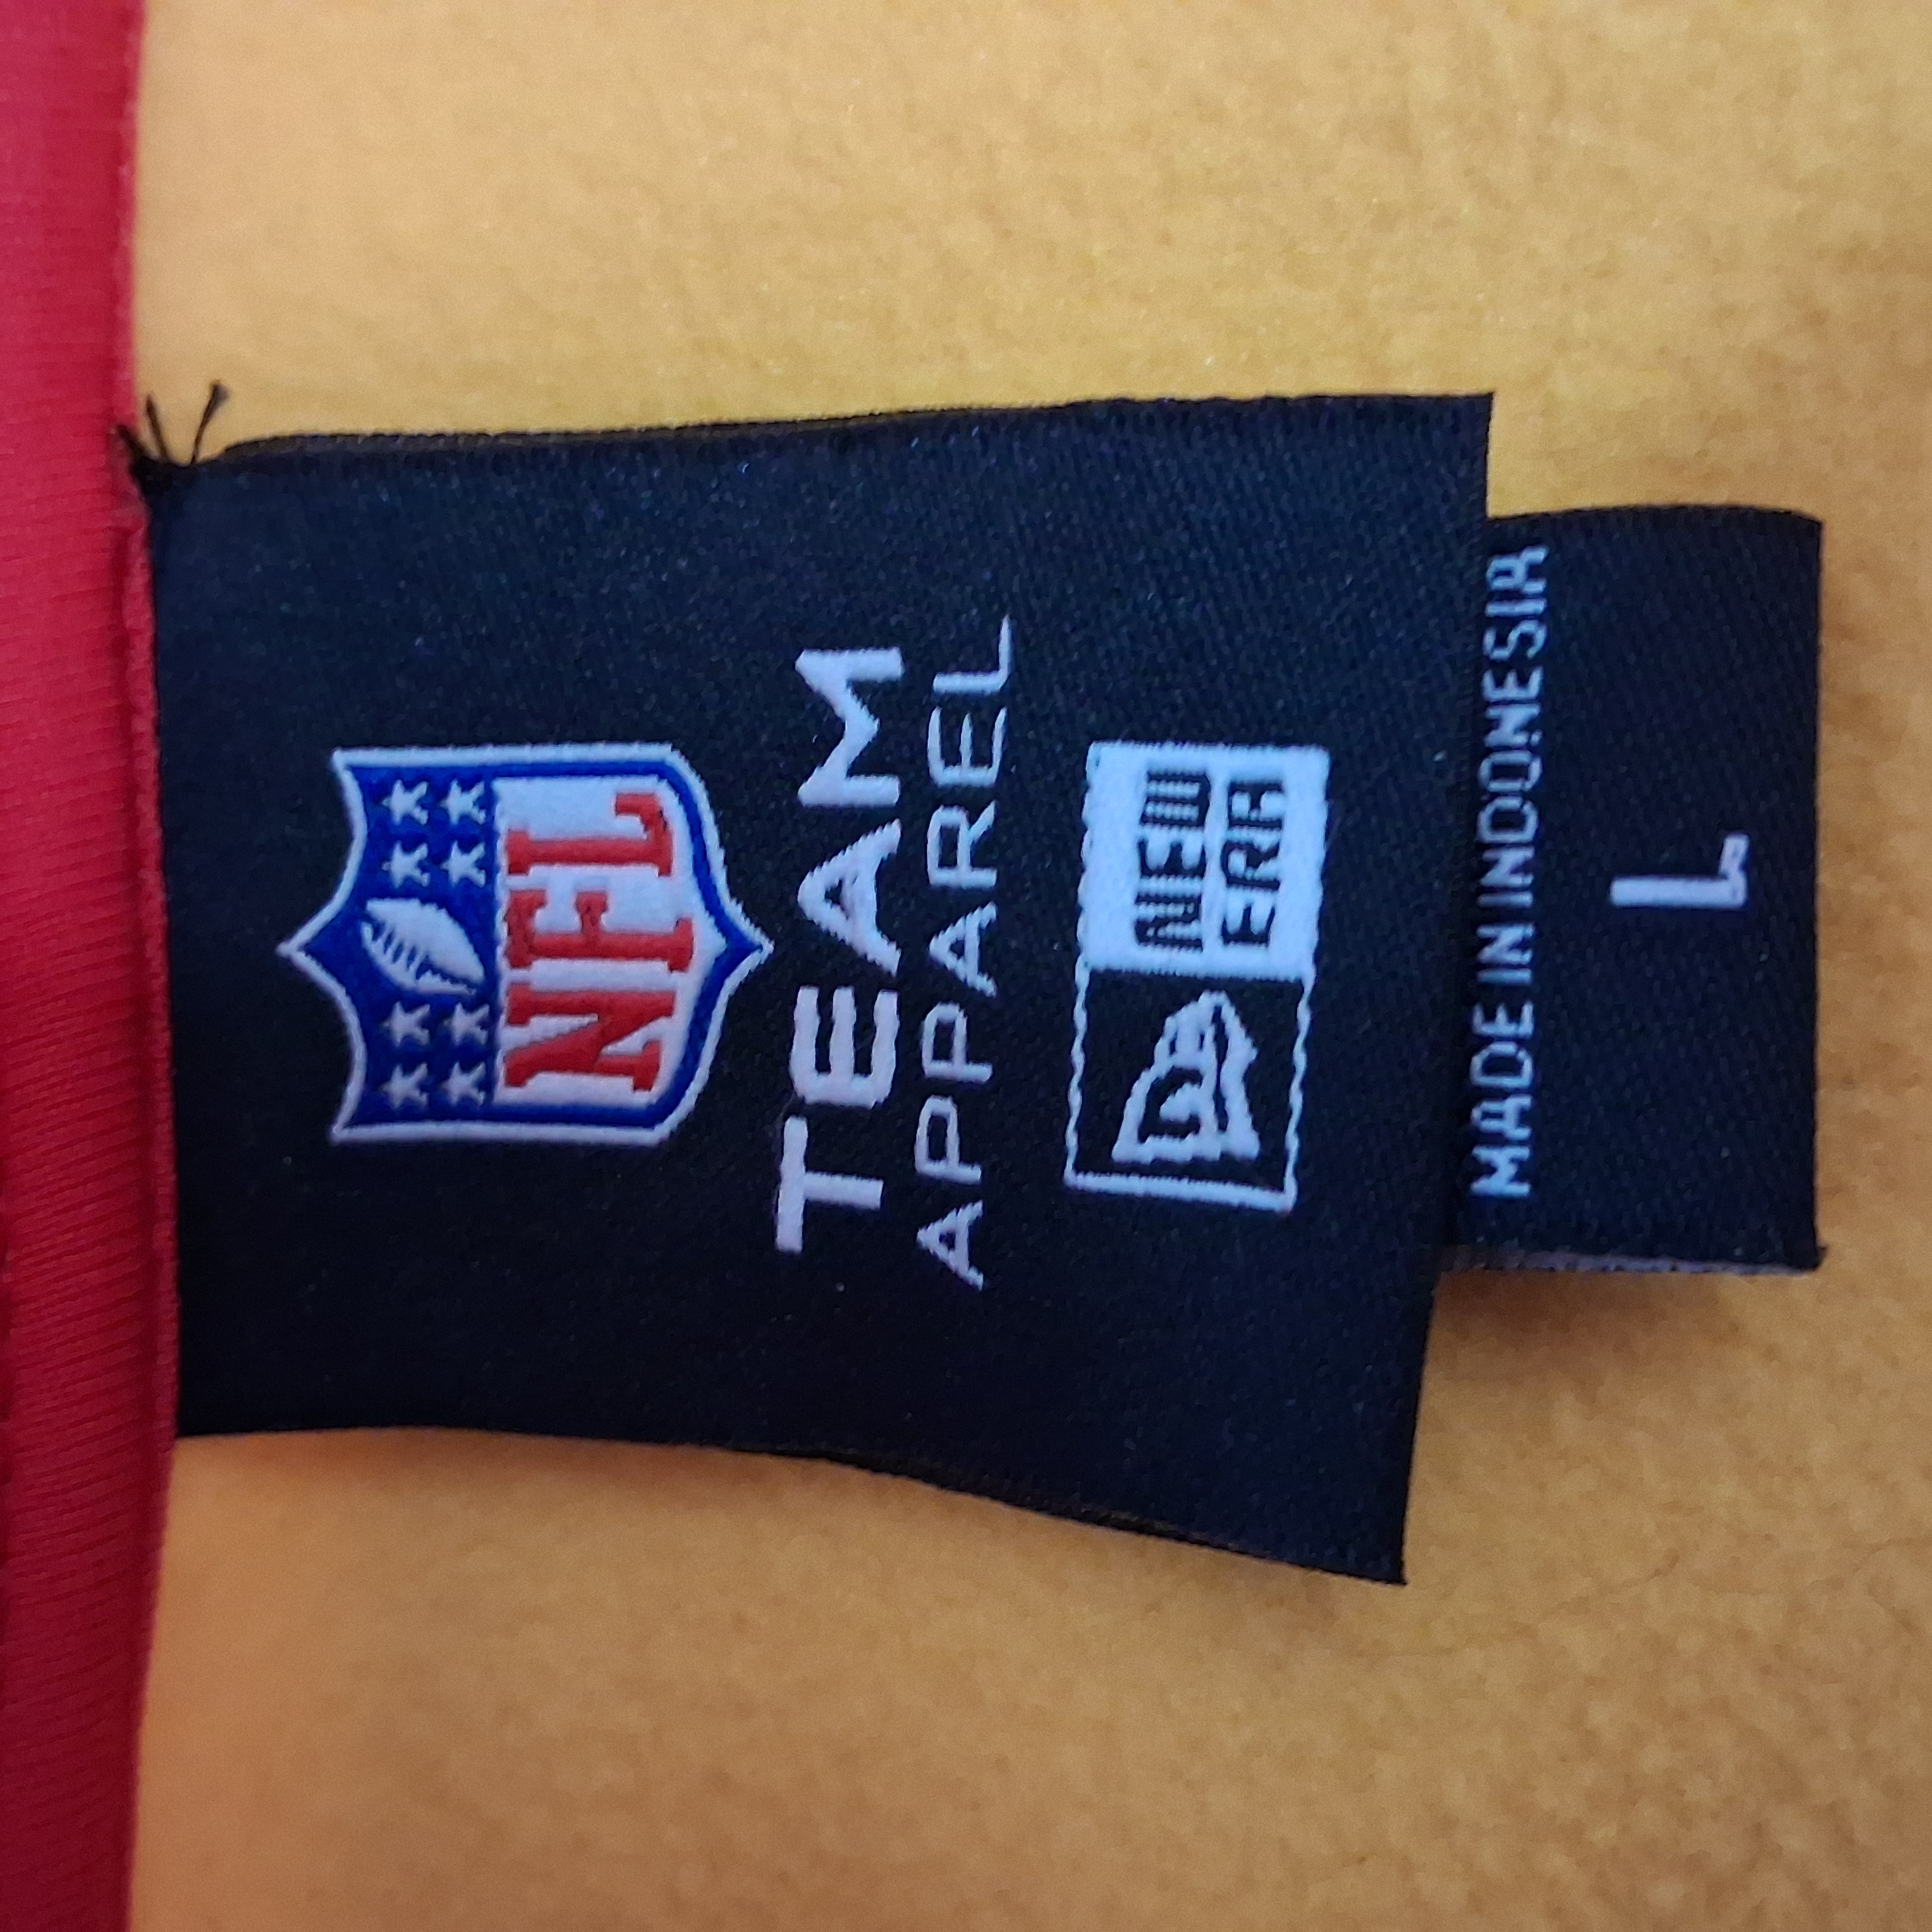 NFL
TEAM
APPAREL
NEW
ERA
MADE IN INDONESIA
L